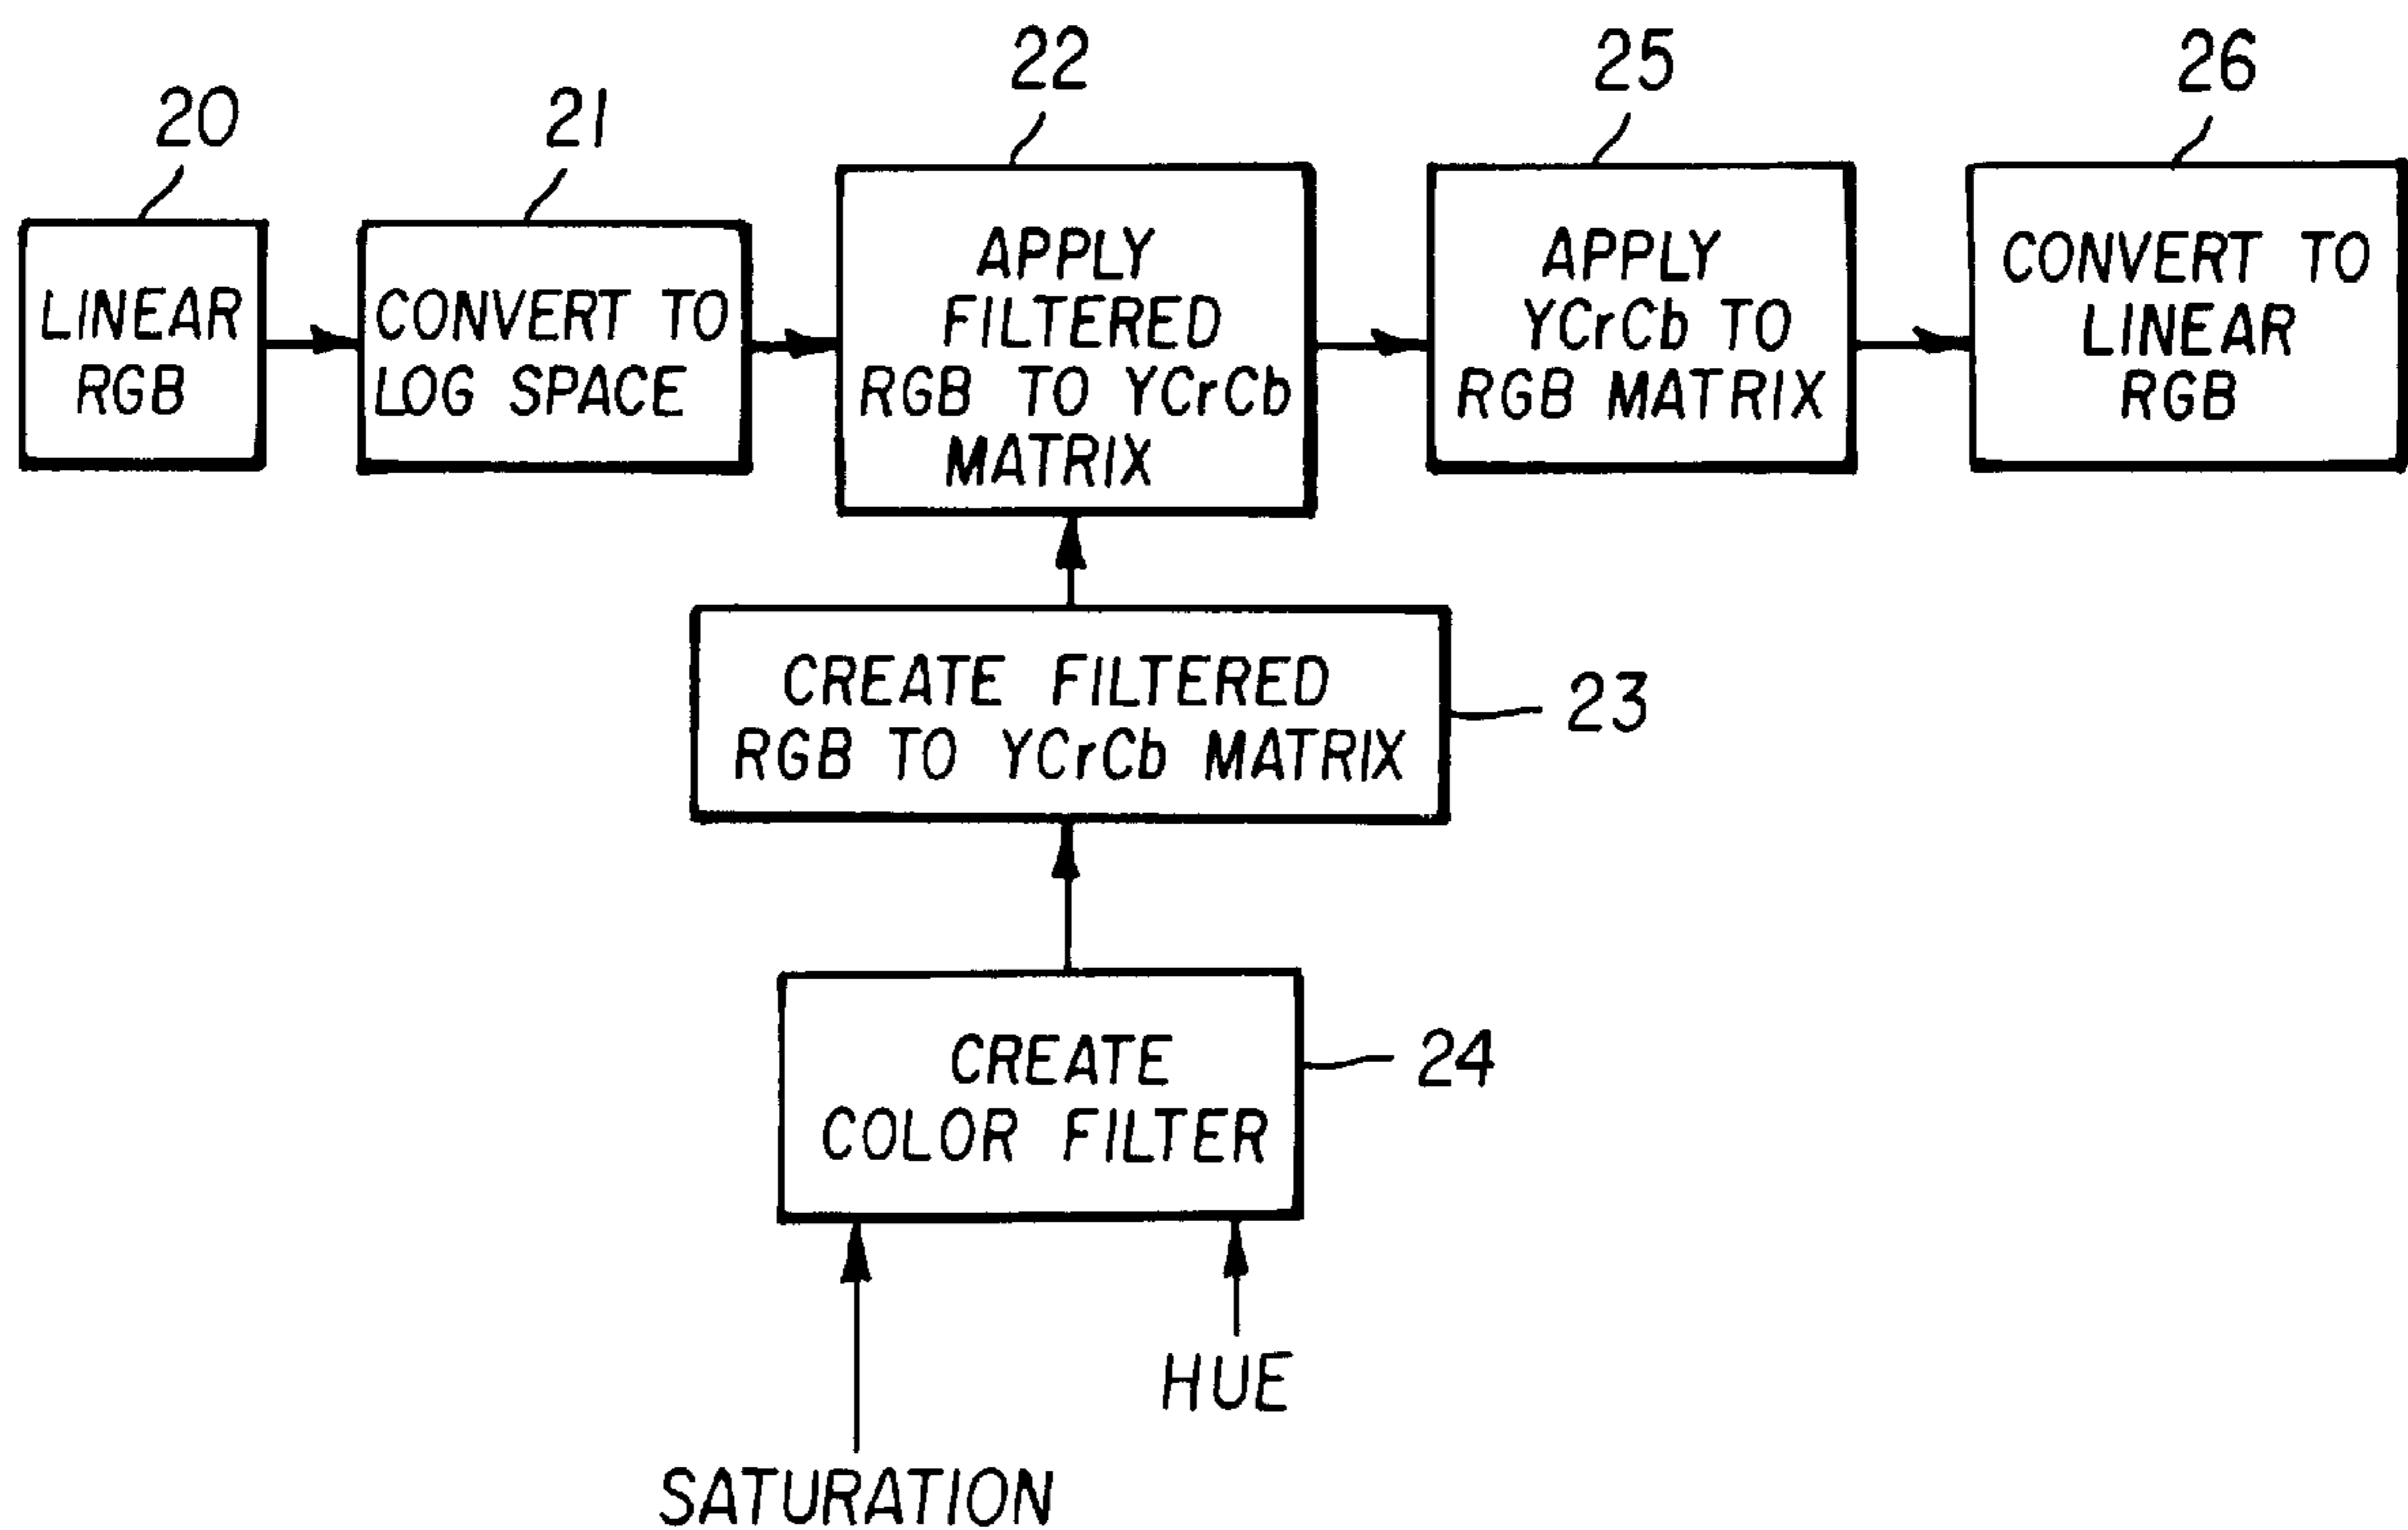 20
21
22
25
26
LINEAR
RGB
CONVERT TO
LOG SPACE
APPLY
FILTERED
RGB TO YCrCb
MATRIX
APPLY
YCrCb TO
RGB MATRIX
CONVERT TO
LINEAR
RGB
CREATE FILTERED
RGB TO YCrCb MATRIX
23
CREATE
COLOR FILTER
24
HUE
SATURATION